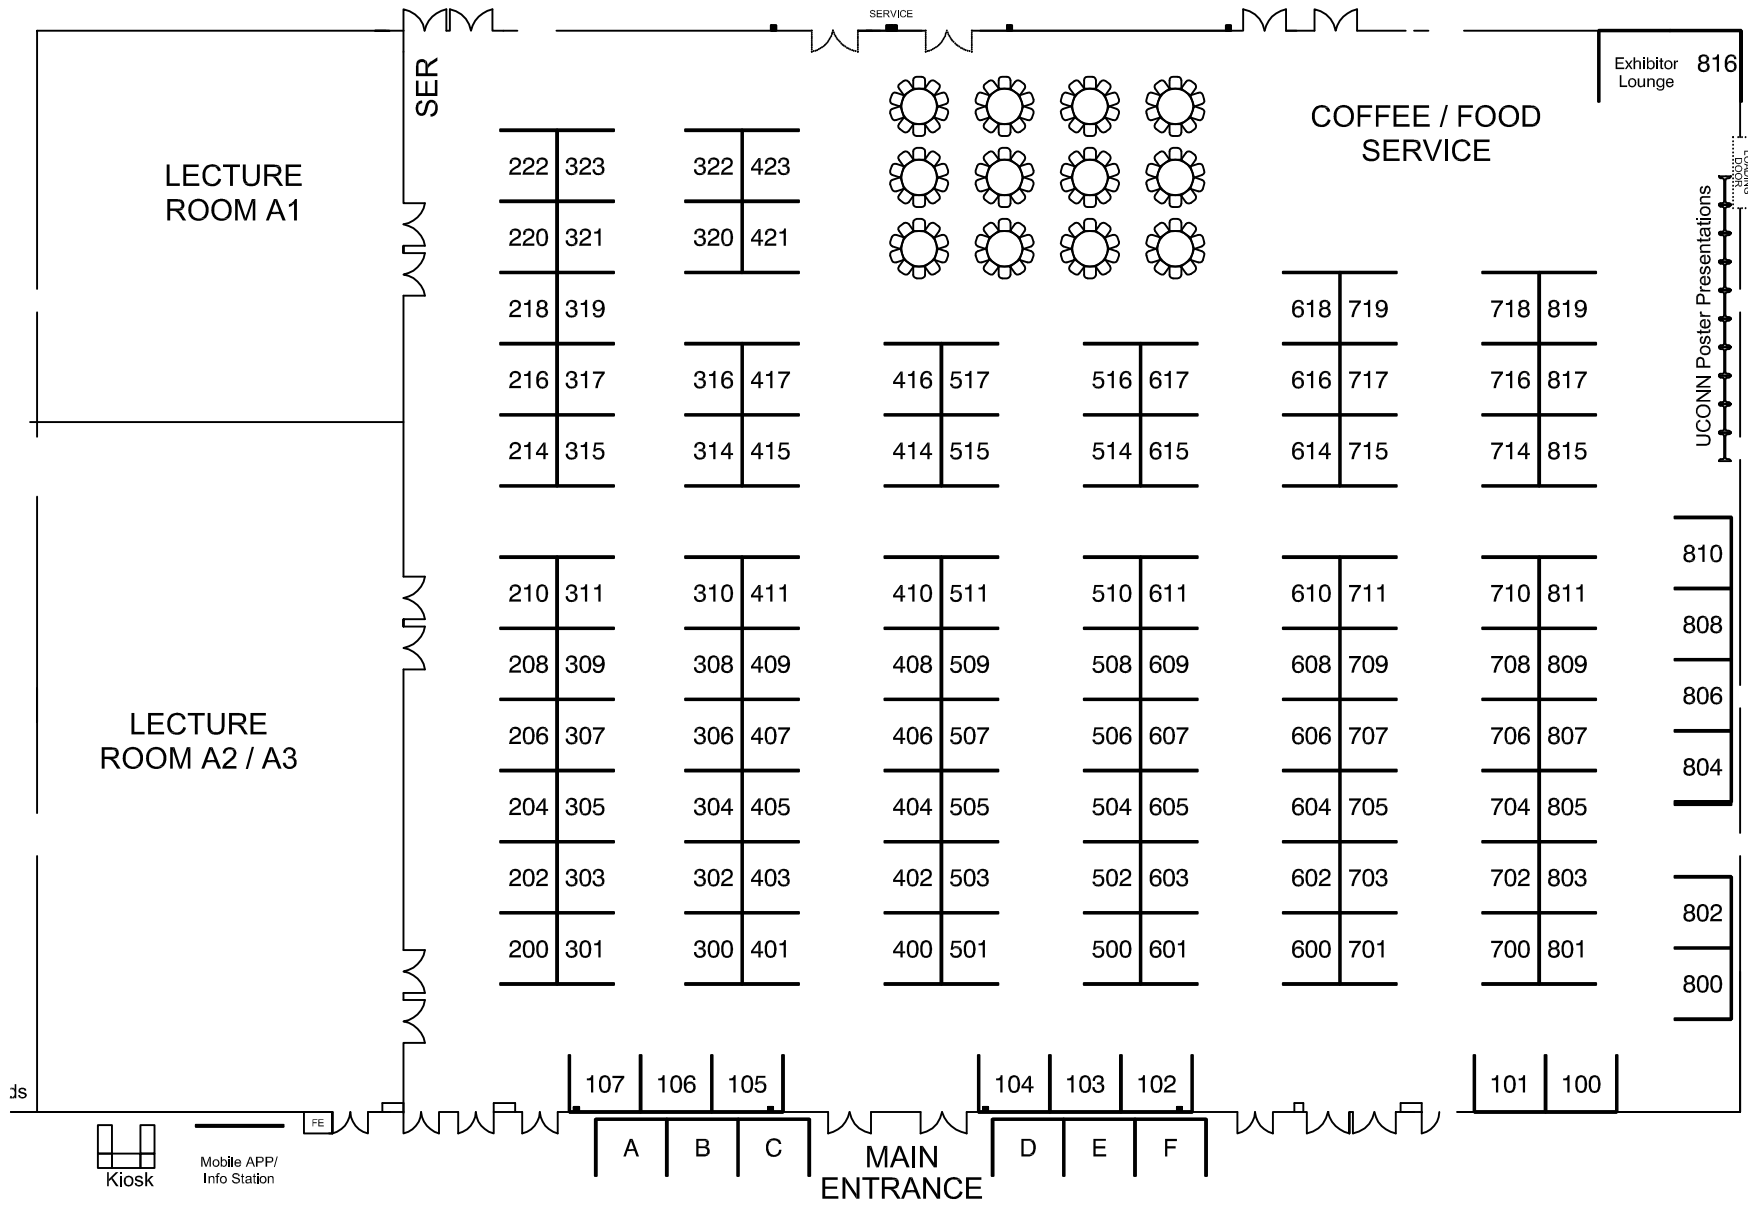 SERVICE
SER
Exhibitor
Lounge
816
COFFEE / FOOD
SERVICE
LOADING
DOOR
LECTURE
ROOM A1
222 323 322 423
220 321 320 421
218 319 618 719 718 819
216 317 316 417 416 517 516 617 616 717 716 817
214 315 314 415 414 515 514 615 614 715 714 815
UCONN Poster Presentations
810
210 311 310 411 410 511 510 611 610 711 710 811
808
208 309 308 409 408 509 508 609 608 709 708 809
806
LECTURE
ROOM A2 / A3
206 307 306 407 406 507 506 607 606 707 706 807
804
204 305 304 405 404 505 504 605 604 705 704 805
202 303 302 403 402 503 502 603 602 703 702 803
802
200 301 300 401 400 501 500 601 600 701 700 801
800
107 106 105 104 103 102 101 100
ds
FE
A B C D E F
MAIN
ENTRANCE
Kiosk
Mobile APP/
Info Station